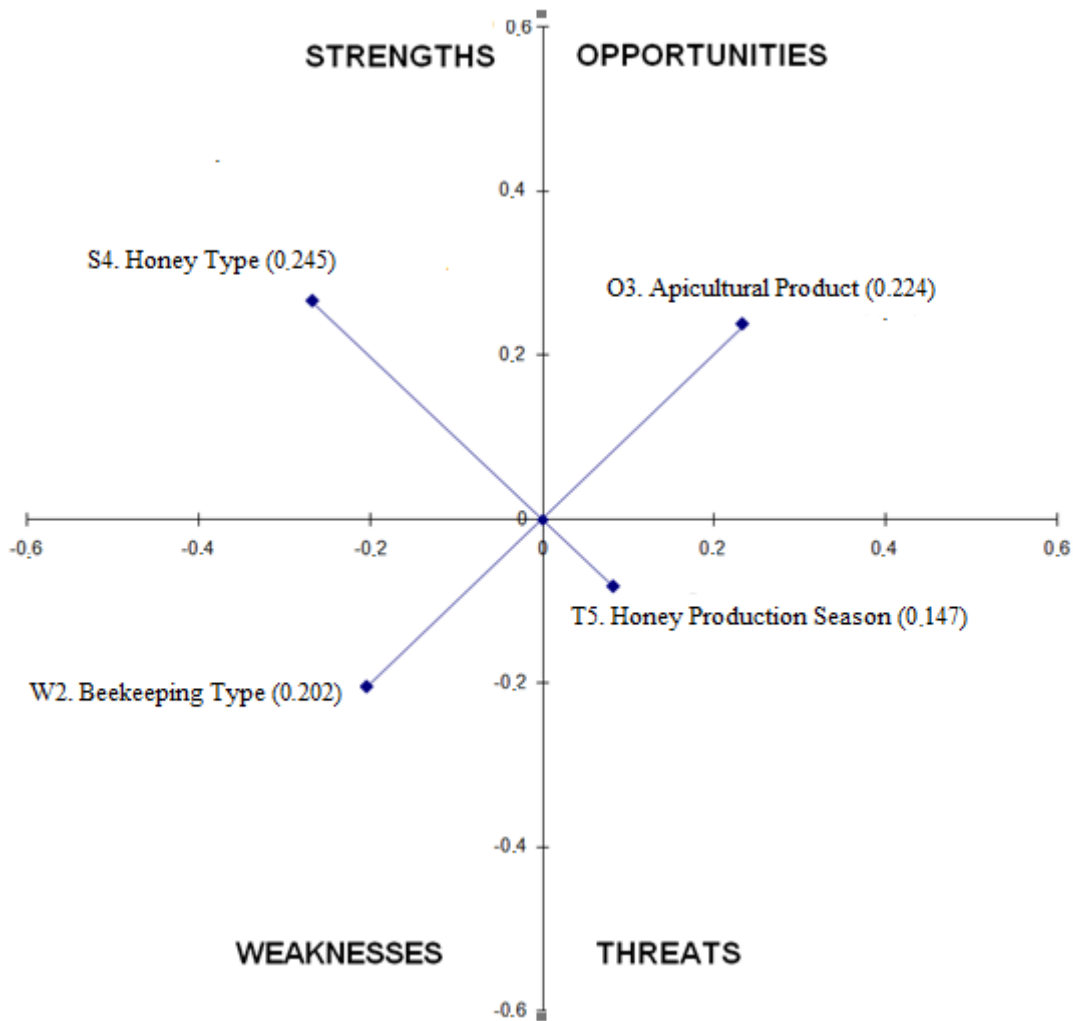 0.6
STRENGTHS OPPORTUNITIES
0.4
S4. Honey Type (0.245)
O3. Apicultural Product (0.224)
0.2
0
-0.6 -0.4 -0.2 0 0.2 0.4 0.6
T5. Honey Production Season (0.147)
W2. Beekeeping Type (0.202)
-0.2
-0.4
WEAKNESSES THREATS
-0.6